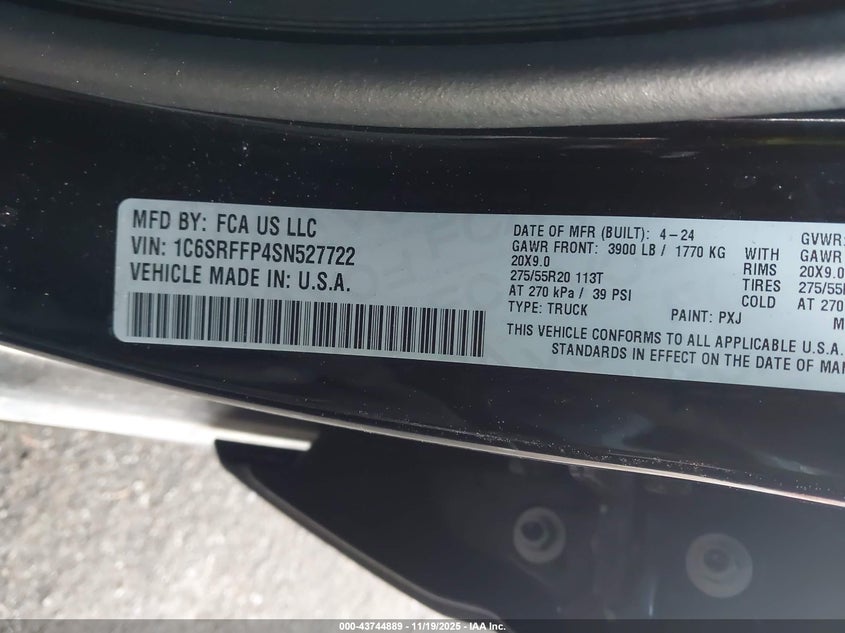 MFD BY: FCA US LLC
VIN: 1C6SRFFP4SN527722
VEHICLE MADE IN: U.S.A.
DATE OF MFR (BUILT): 4-24
GAWR FRONT: 3900 LB / 1770 KG WITH
20X9.0 RIMS
275/55R20 113T TIRES
AT 270 kPa / 39 PSI COLD
TYPE: TRUCK PAINT: PXJ
THIS VEHICLE CONFORMS TO ALL APPLICABLE U.S.A.
STANDARDS IN EFFECT ON THE DATE OF MAN
GVWR:
GAWR
20X9.0
275/55
AT 270
M
000-43744889 | 11/19/2025 - IAA Inc.